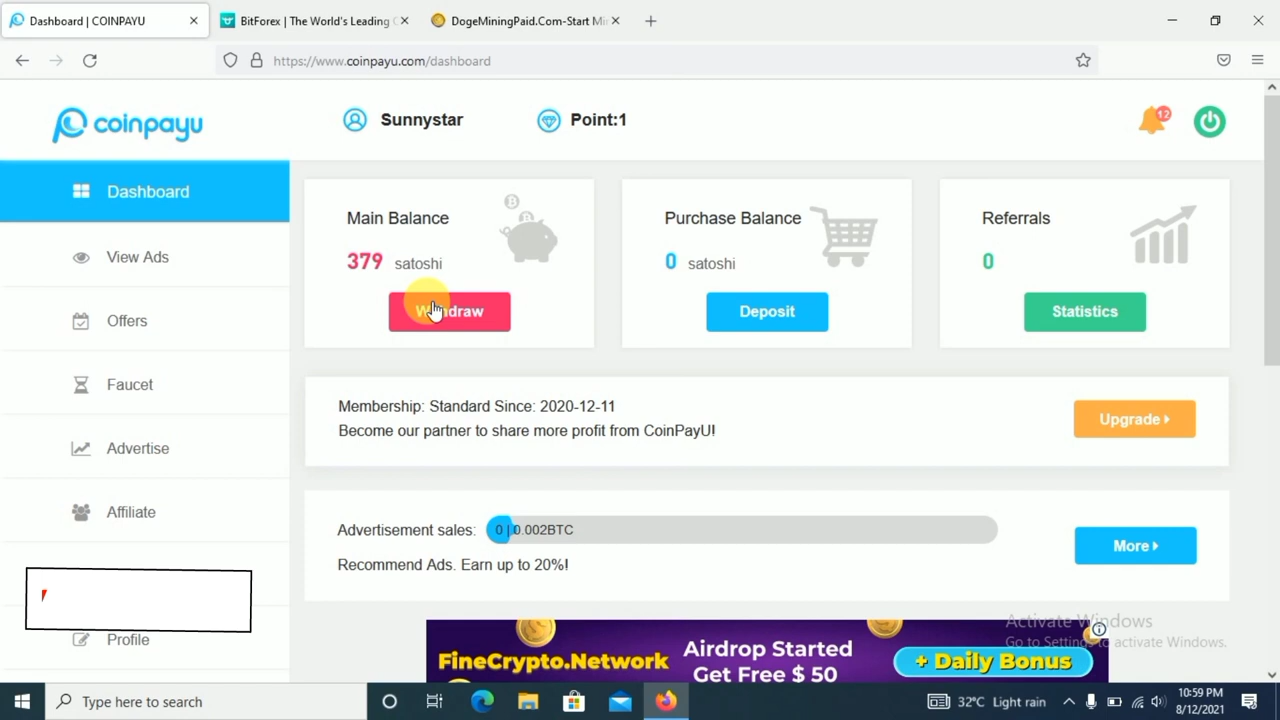 Dashboard | COINPAYU
BitForex | The World's Leading C
DogeMiningPaid.Com-Start Mi
https://www.coinpayu.com/dashboard
coinpayu
Sunnystar
Point:1
12
Dashboard
View Ads
Offers
Faucet
Advertise
Affiliate
Profile
Main Balance
379 satoshi
Withdraw
Purchase Balance
0 satoshi
Deposit
Referrals
0
Statistics
Membership: Standard Since: 2020-12-11
Become our partner to share more profit from CoinPayU!
Upgrade
Advertisement sales: 0 | 0.002BTC
Recommend Ads. Earn up to 20%!
More
FineCrypto.Network
Airdrop Started
Get Free $ 50
+ Daily Bonus
Activate Windows
Go to Settings to activate Windows.
Type here to search
32°C Light rain
10:59 PM
8/12/2021